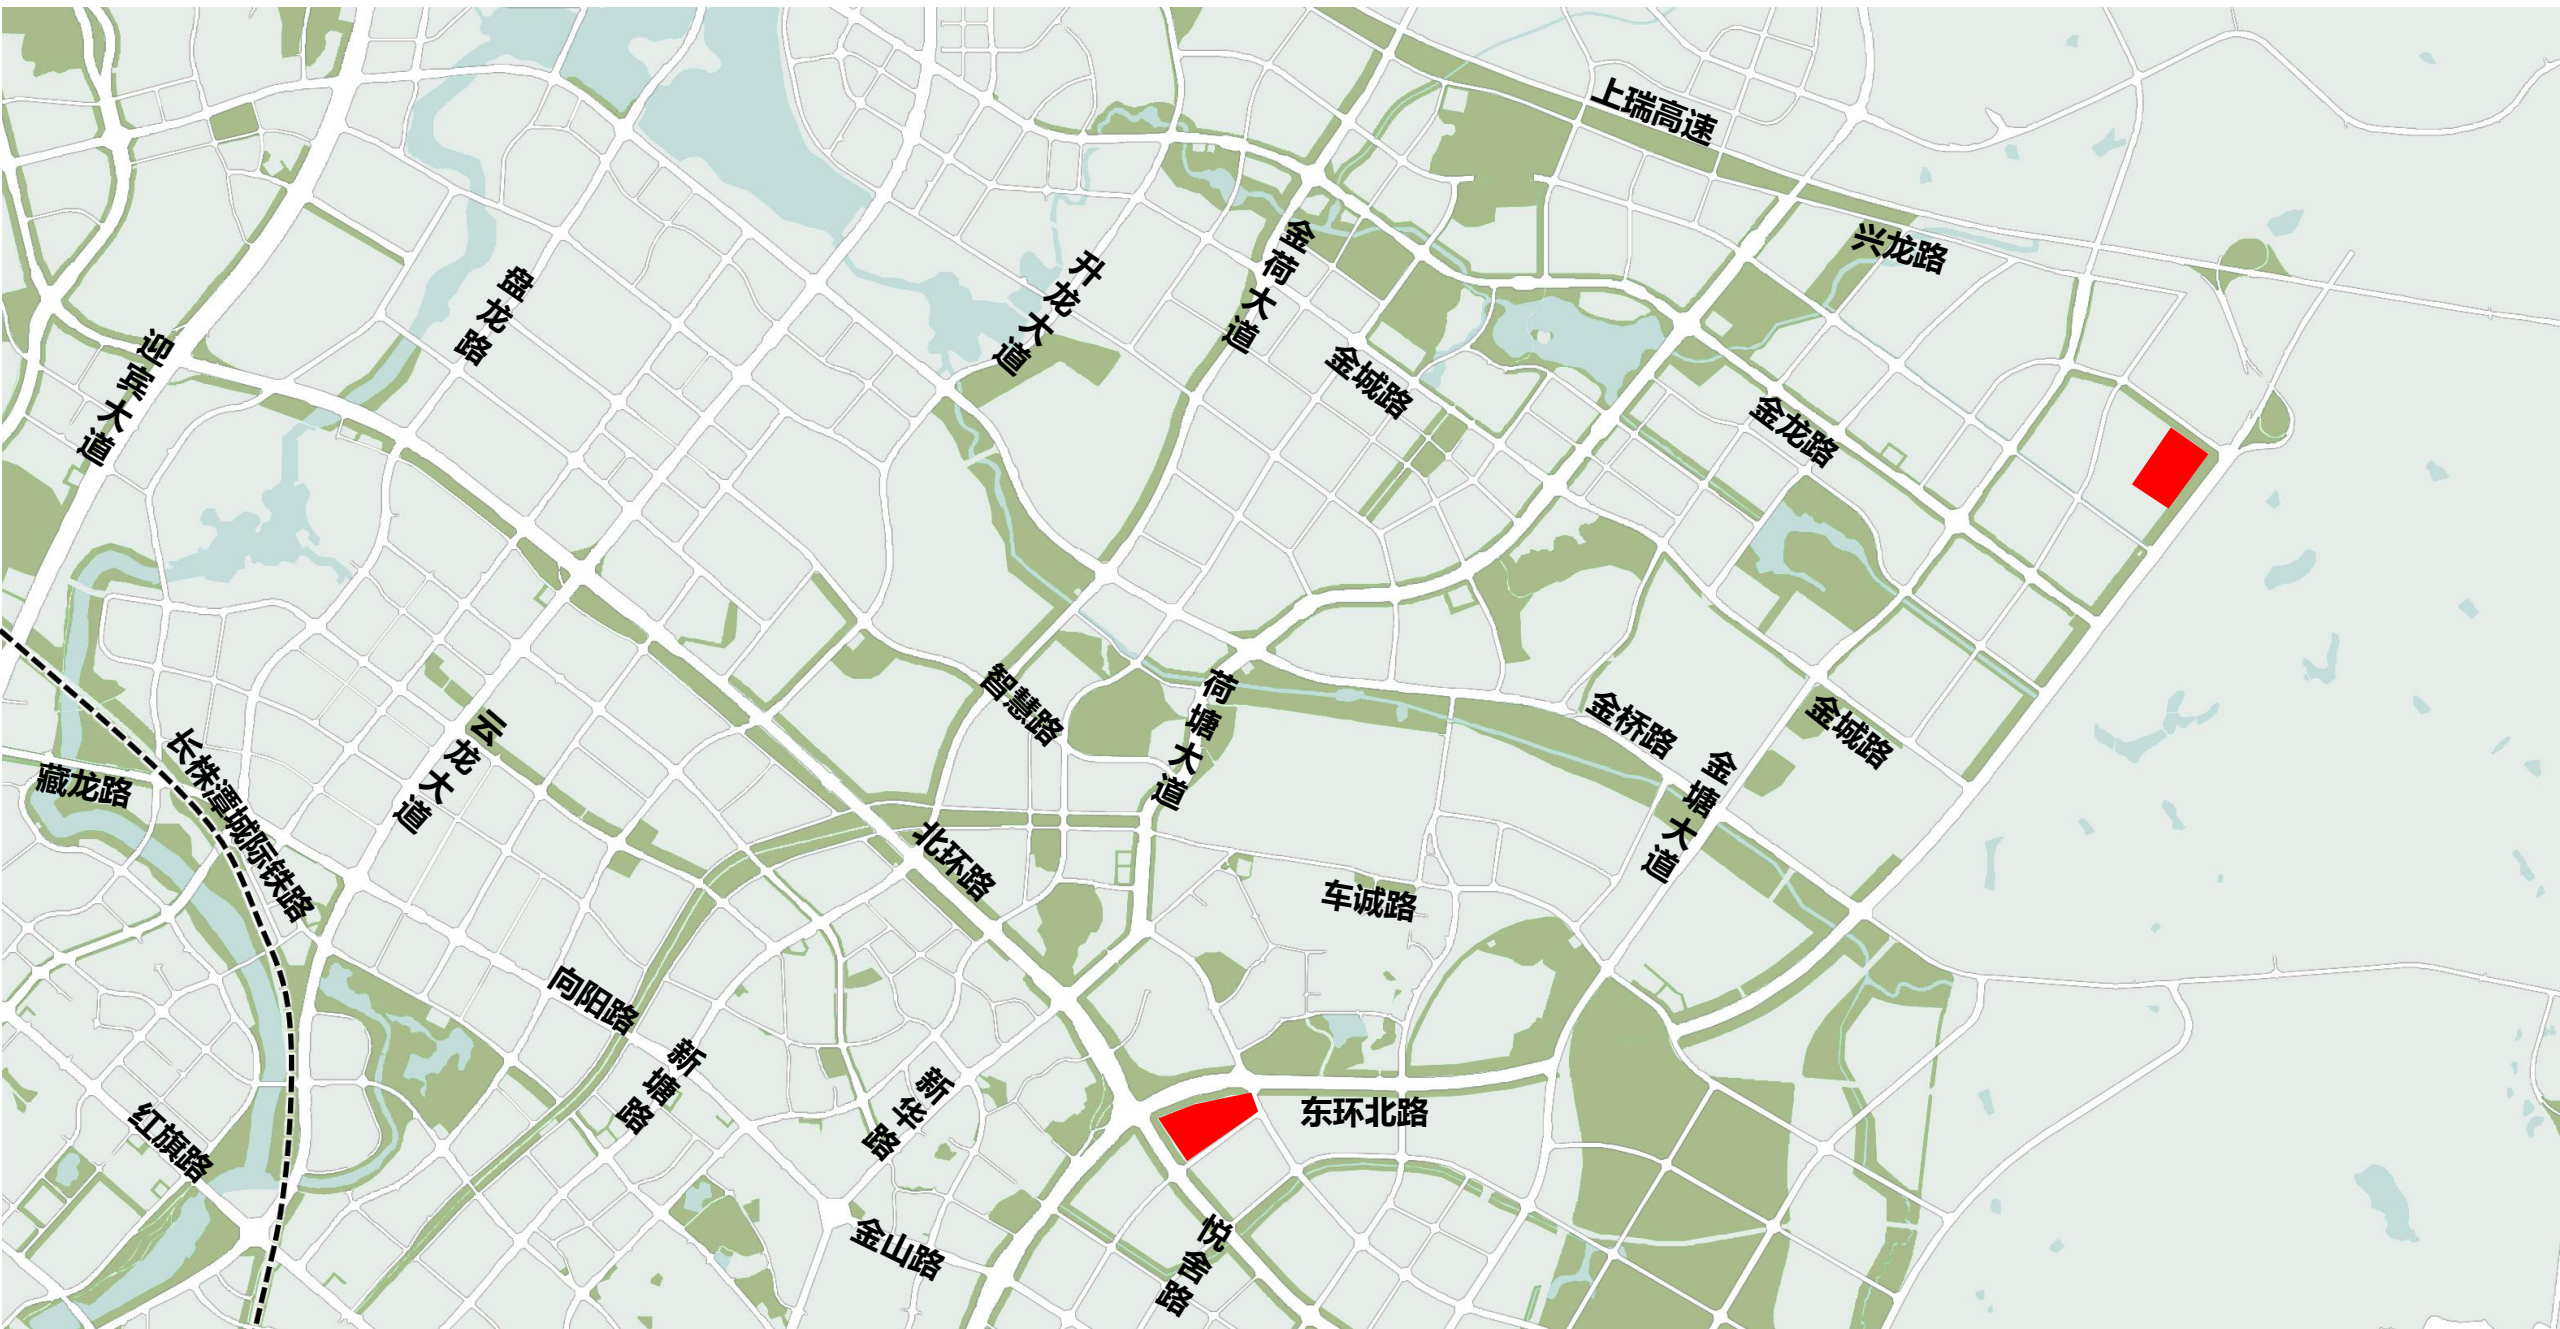 上瑞高速
兴龙路
金荷大道
升龙大道
盘龙路
迎宾大道
金城路
金龙路
智慧路
荷塘大道
金桥路
金城路
金塘大道
云龙大道
长株潭城际铁路
藏龙路
北环路
车诚路
向阳路
新塘路
新华路
东环北路
红旗路
金山路
悦舍路